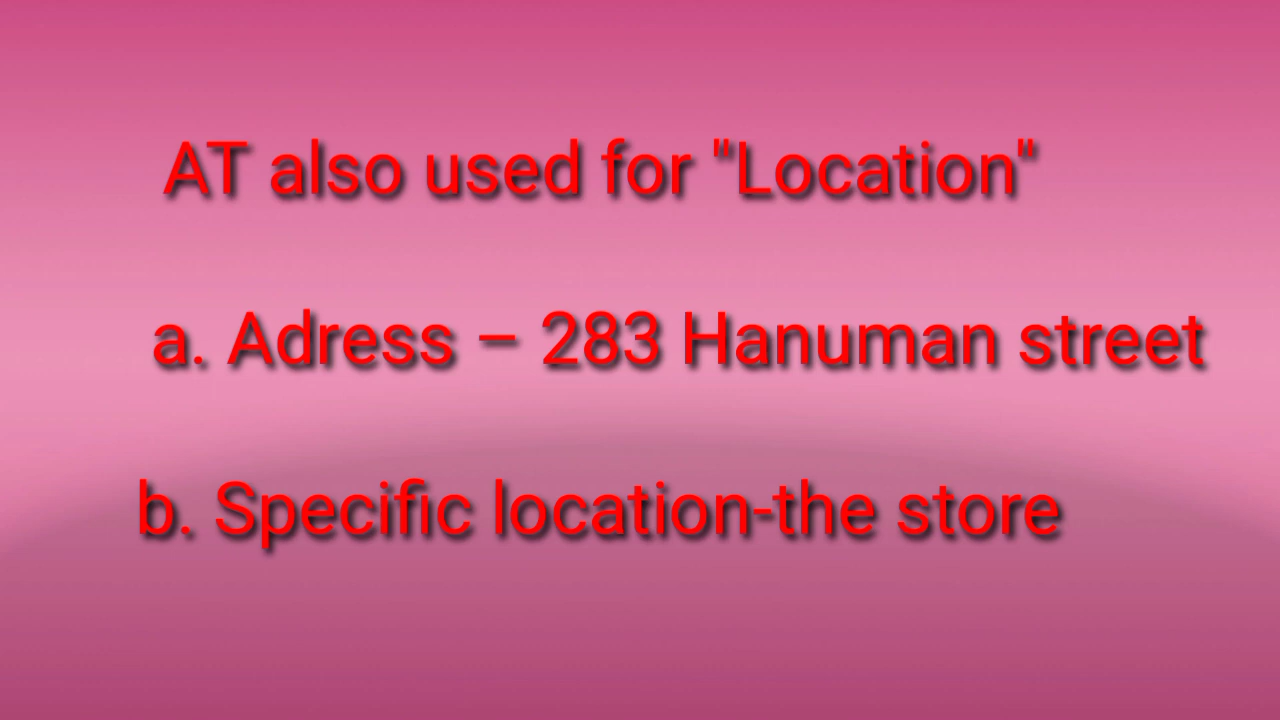 AT also used for "Location"
a. Adress – 283 Hanuman street
b. Specific location-the store